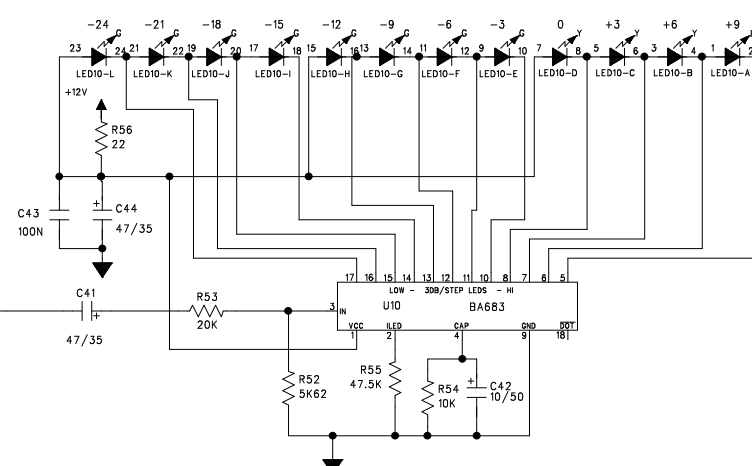 -24 -21 -18 -15 -12 -9 -6 -3 0 +3 +6 +9
G G G G G G G G Y Y Y
23 24 21 22 19 20 17 18 15 16 13 14 11 12 9 10 7 8 5 6 3 4 1 2
LED10-L LED10-K LED10-J LED10-I LED10-H LED10-G LED10-F LED10-E LED10-D LED10-C LED10-B LED10-A
+12V
R56
22
C43
100N
+
C44
47/35
17 16 15 14 13 12 11 10 8 7 6 5
LOW - 3DB/STEP LEDS - HI
C41
+
47/35
R53
20K
3 IN
U10 BA683
VCC ILED CAP GND DOT
1 2 4 9 18
R52
5K62
R55
47.5K
R54
10K
+
C42
10/50